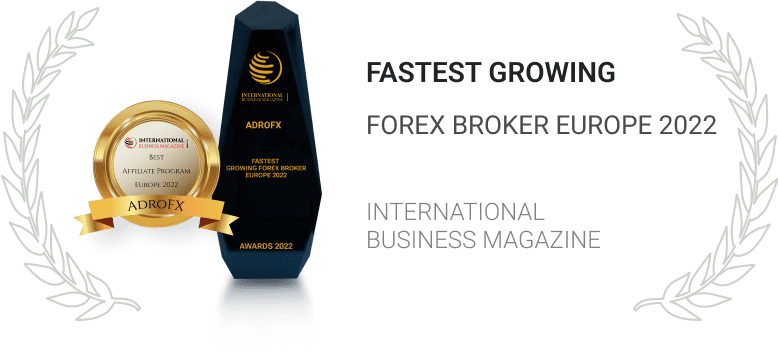 INTERNATIONAL
BUSINESS MAGAZINE
BEST
AFFILIATE PROGRAM
EUROPE 2022
ADROFX
INTERNATIONAL
BUSINESS MAGAZINE
ADROFX
FASTEST
GROWING FOREX BROKER
EUROPE 2022
AWARDS 2022
FASTEST GROWING
FOREX BROKER EUROPE 2022
INTERNATIONAL
BUSINESS MAGAZINE